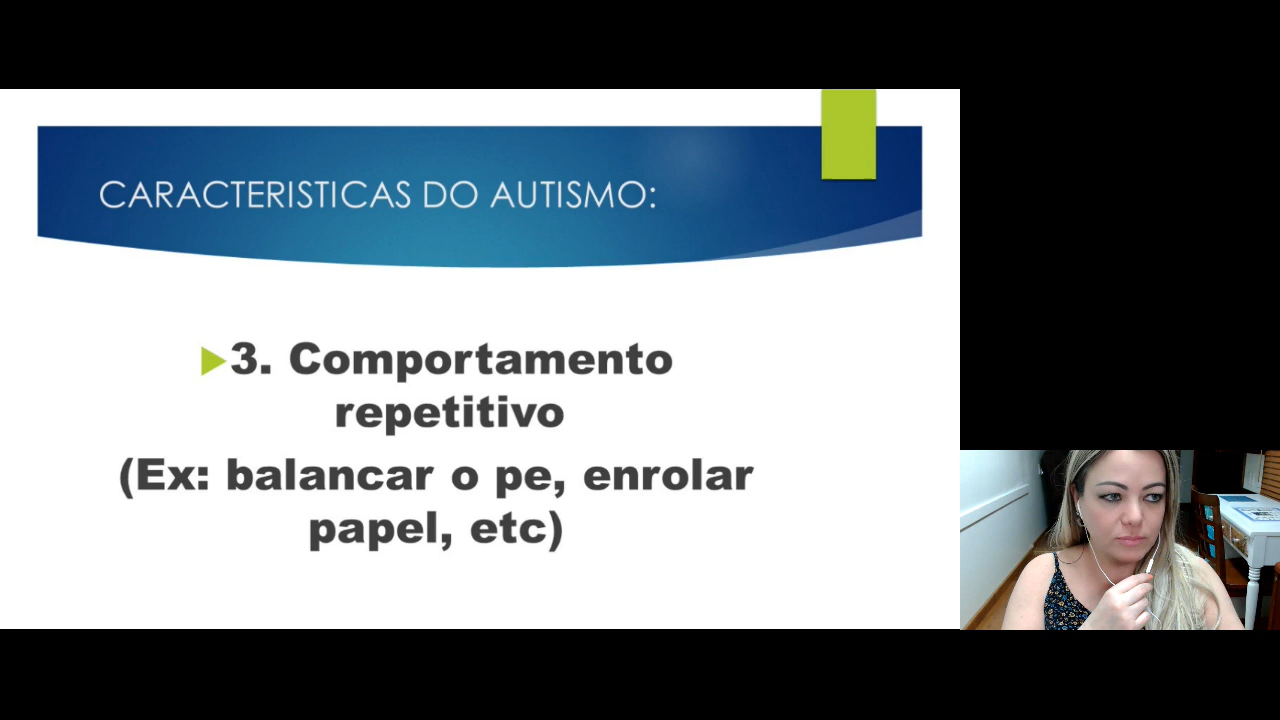 CARACTERISTICAS DO AUTISMO:
3. Comportamento
repetitivo
(Ex: balancar o pe, enrolar
papel, etc)